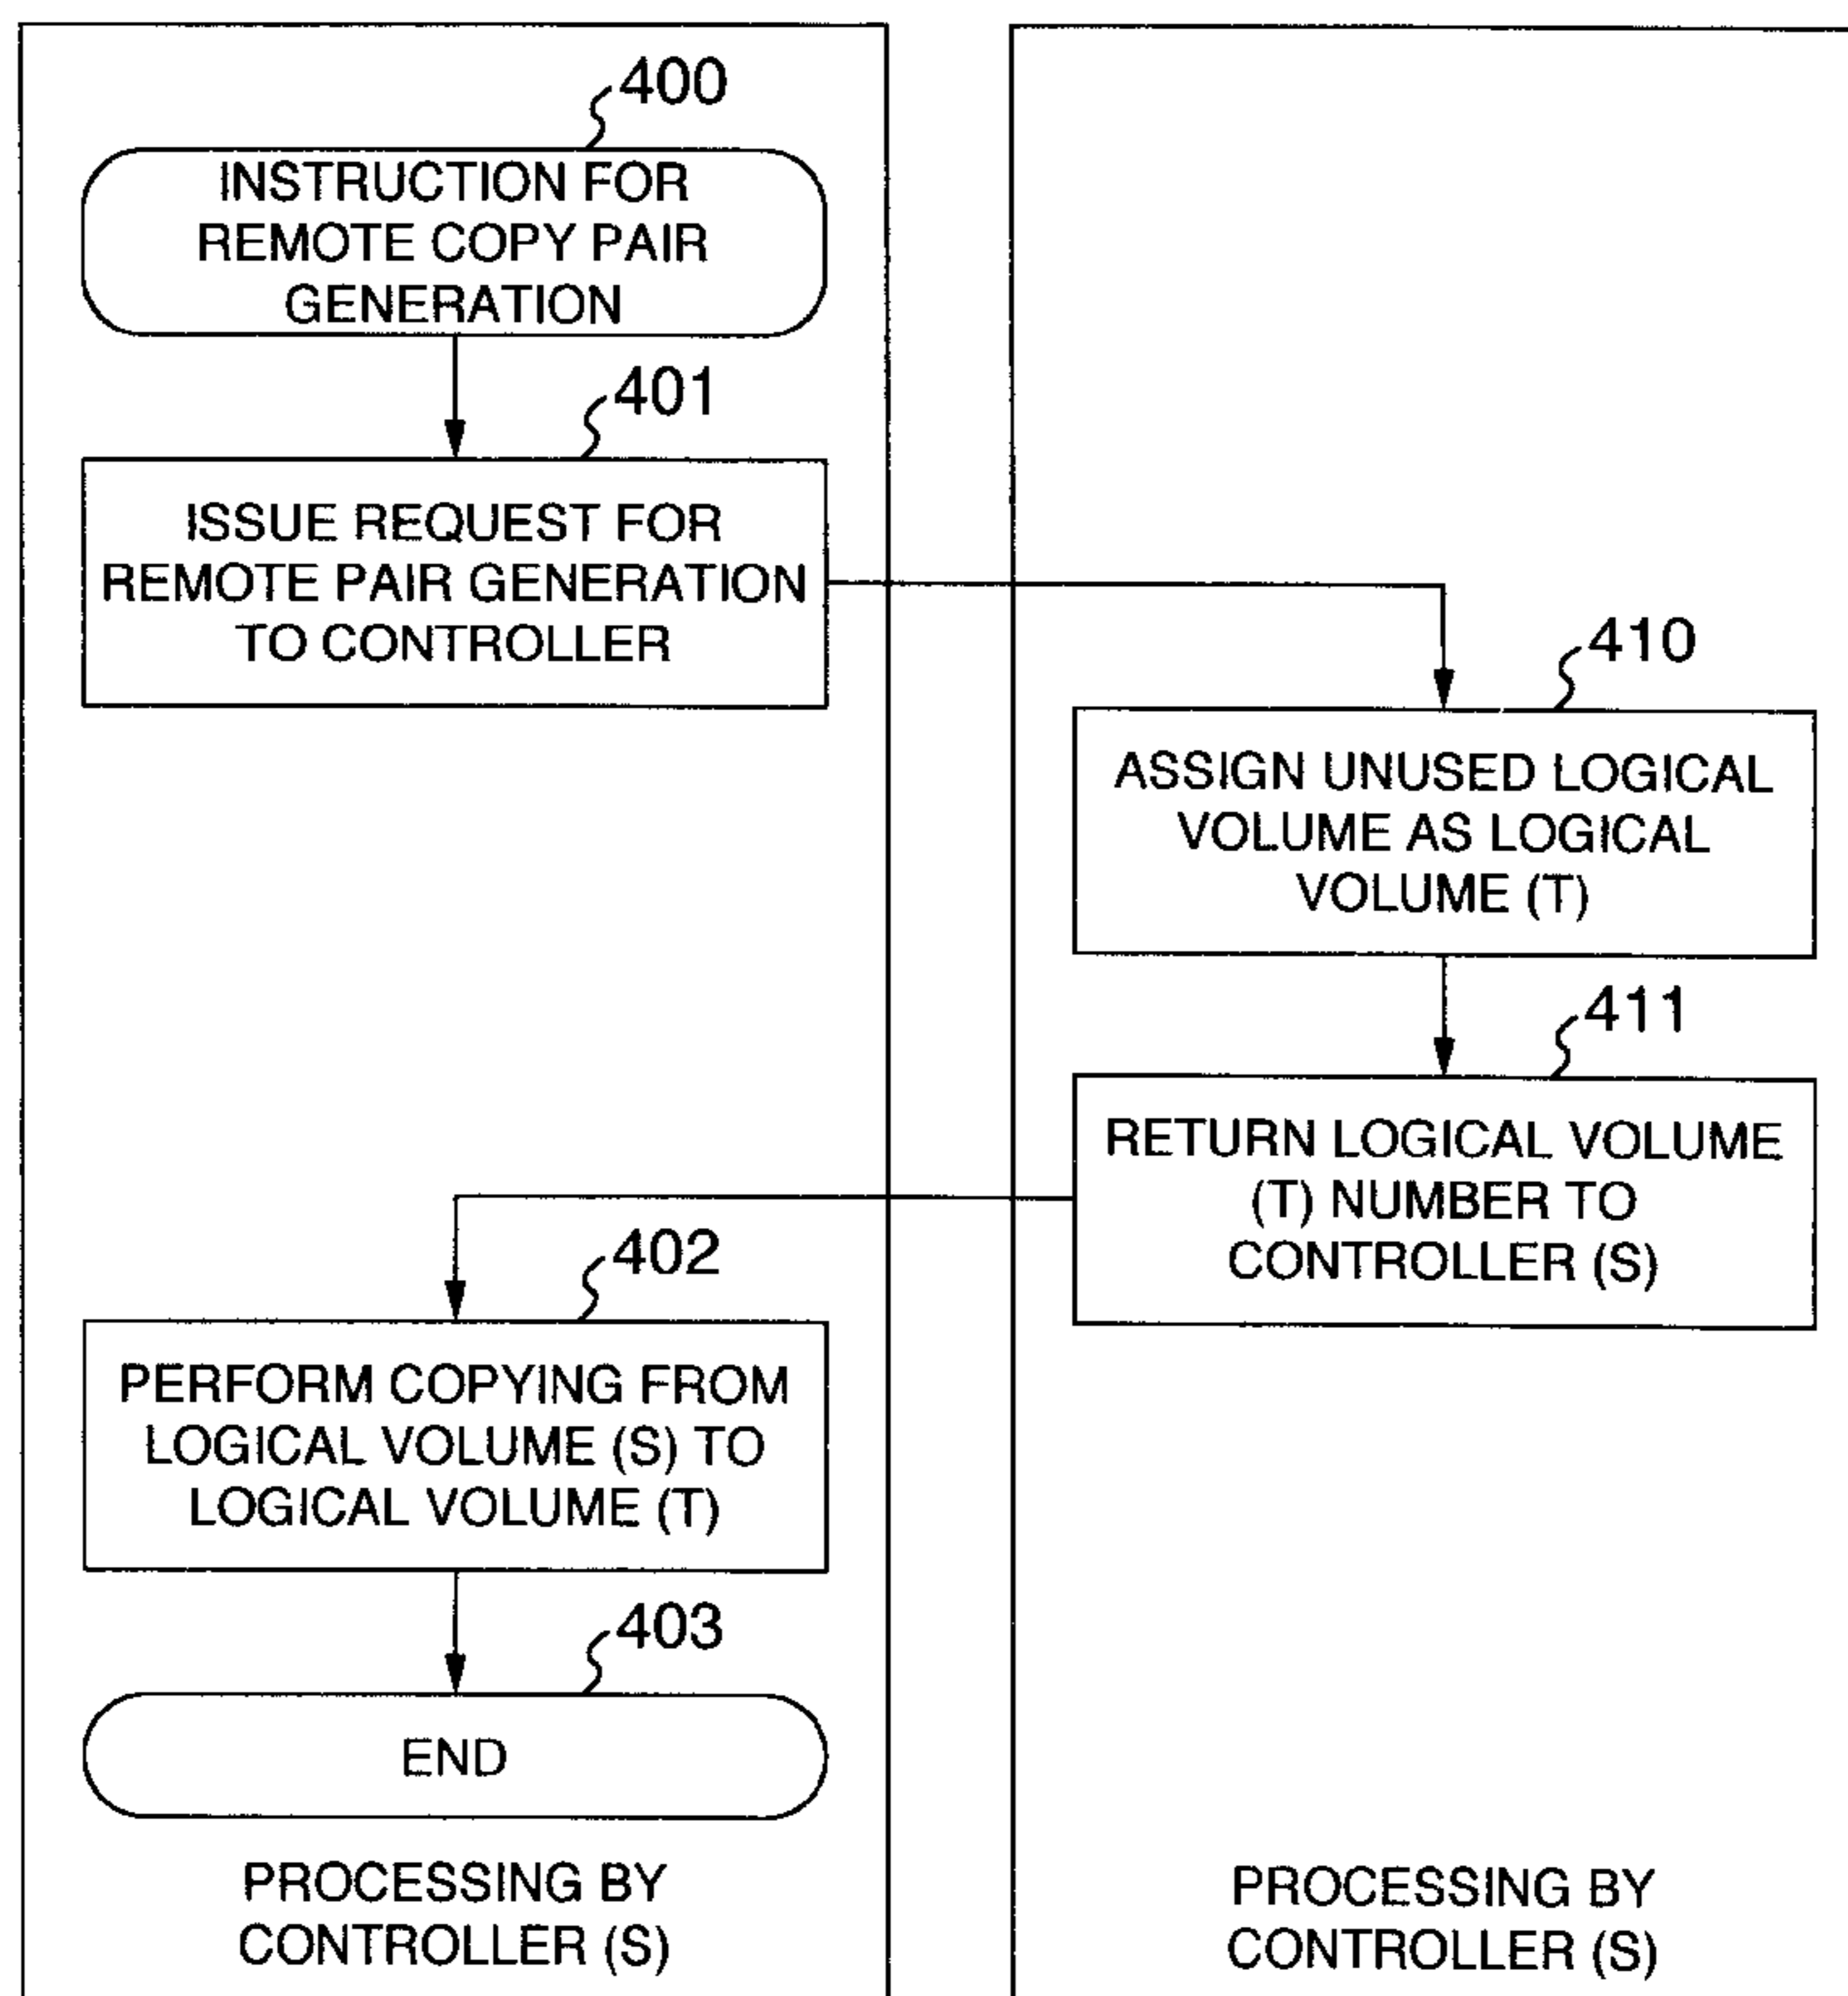 400
INSTRUCTION FOR
REMOTE COPY PAIR
GENERATION
401
ISSUE REQUEST FOR
REMOTE PAIR GENERATION
TO CONTROLLER
410
ASSIGN UNUSED LOGICAL
VOLUME AS LOGICAL
VOLUME (T)
411
RETURN LOGICAL VOLUME
(T) NUMBER TO
CONTROLLER (S)
402
PERFORM COPYING FROM
LOGICAL VOLUME (S) TO
LOGICAL VOLUME (T)
403
END
PROCESSING BY
CONTROLLER (S)
PROCESSING BY
CONTROLLER (S)